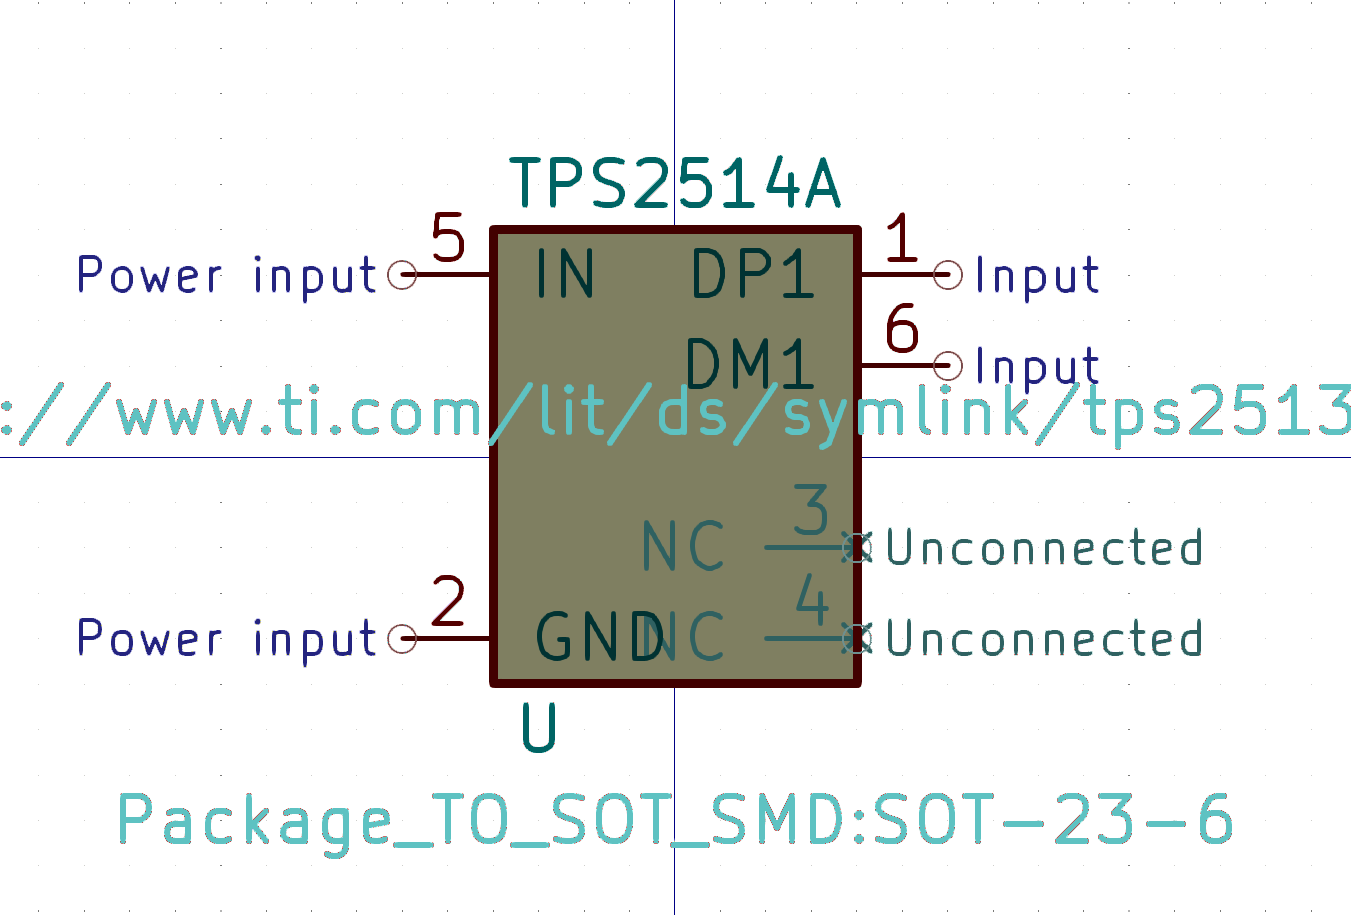 TPS2514A
Power input 5 IN DP1 1 Input
DM1 6 Input
://www.ti.com/lit/ds/symlink/tps2513
NC 3 Unconnected
Power input 2 GND NC 4 Unconnected
U
Package_TO_SOT_SMD:SOT-23-6